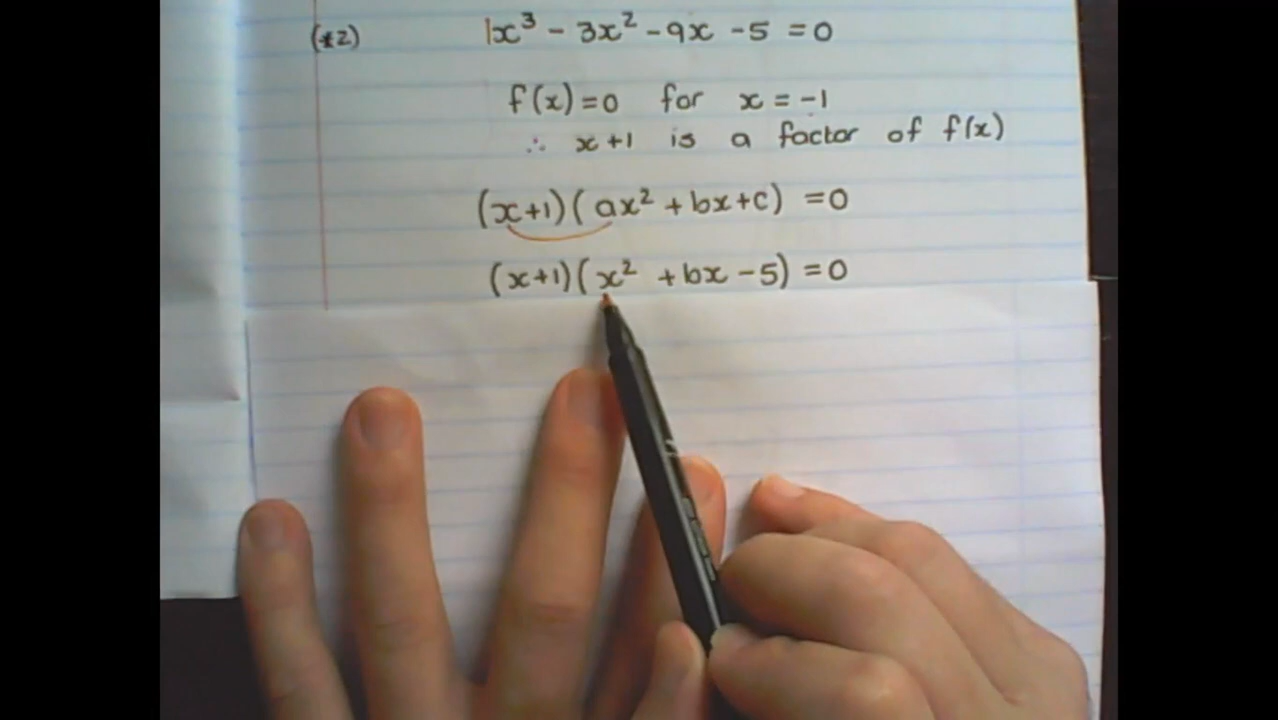 (*2) 1x³ - 3x² - 9x - 5 = 0
f(x) = 0 for x = -1
∴ x+1 is a factor of f(x)
(x+1)(ax² + bx + c) = 0
(x+1)(x² + bx - 5) = 0